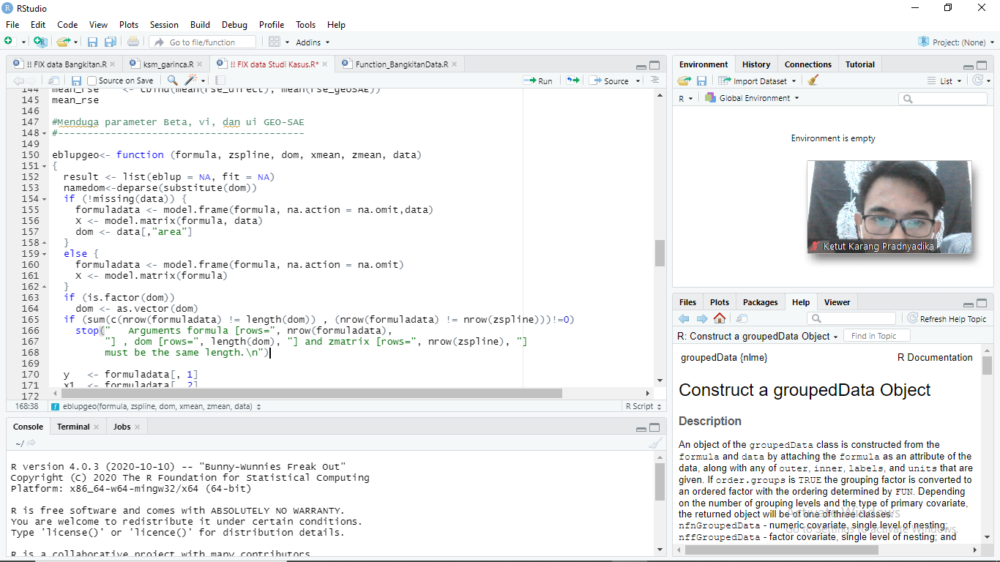 RStudio
File Edit Code View Plots Session Build Debug Profile Tools Help
Go to file/function Addins Project: (None)
!! FIX data Bangkitan.R ksm_garinca.R !! FIX data Studi Kasus.R* Function_BangkitanData.R
Source on Save Run Source
144 mean_rse <- cbind(mean(rse_direct), mean(rse_geoSAE))
145 mean_rse
146
147 #Menduga parameter Beta, vi, dan ui GEO-SAE
148 #------------------------------------------
149
150 eblupgeo<- function (formula, zspline, dom, xmean, zmean, data)
151 {
152 result <- list(eblup = NA, fit = NA)
153 namedom<-deparse(substitute(dom))
154 if (!missing(data)) {
155 formuladata <- model.frame(formula, na.action = na.omit,data)
156 X <- model.matrix(formula, data)
157 dom <- data[,"area"]
158 }
159 else {
160 formuladata <- model.frame(formula, na.action = na.omit)
161 X <- model.matrix(formula)
162 }
163 if (is.factor(dom))
164 dom <- as.vector(dom)
165 if (sum(c(nrow(formuladata) != length(dom)) , (nrow(formuladata) != nrow(zspline)))!=0)
166 stop(" Arguments formula [rows=", nrow(formuladata),
167 "] , dom [rows=", length(dom), "] and zmatrix [rows=", nrow(zspline), "]
168 must be the same length.\n")
169
170 y <- formuladata[, 1]
171 x1 <- formuladata[, 2]
172
168:38 eblupgeo(formula, zspline, dom, xmean, zmean, data) R Script
Console Terminal Jobs
~/
R version 4.0.3 (2020-10-10) -- "Bunny-Wunnies Freak Out"
Copyright (C) 2020 The R Foundation for Statistical Computing
Platform: x86_64-w64-mingw32/x64 (64-bit)
R is free software and comes with ABSOLUTELY NO WARRANTY.
You are welcome to redistribute it under certain conditions.
Type 'license()' or 'licence()' for distribution details.
R is a collaborative project with many contributors.
Environment History Connections Tutorial
Import Dataset List
R Global Environment
Environment is empty
Ketut Karang Pradnyadika
Files Plots Packages Help Viewer
Refresh Help Topic
R: Construct a groupedData Object Find in Topic
groupedData {nlme} R Documentation
Construct a groupedData Object
Description
An object of the groupedData class is constructed from the
formula and data by attaching the formula as an attribute of the
data, along with any of outer, inner, labels, and units that are
given. If order.groups is TRUE the grouping factor is converted to
an ordered factor with the ordering determined by FUN. Depending
on the number of grouping levels and the type of primary covariate,
the returned object will be of one of three classes:
nfnGroupedData - numeric covariate, single level of nesting;
nffGroupedData - factor covariate, single level of nesting; and
Activate Windows
Go to Settings to activate Windows.